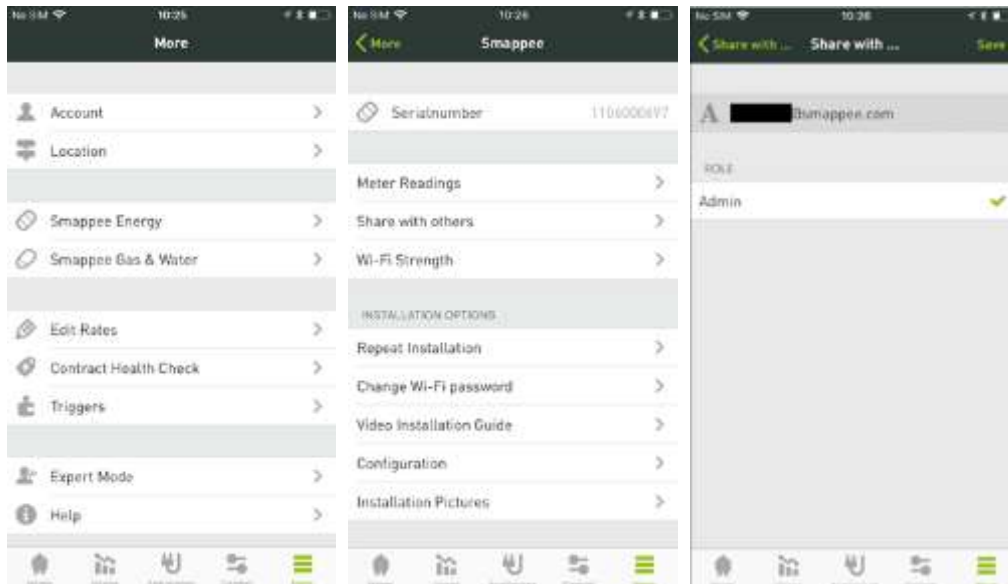 No SIM 10:25
More
Account
Location
Smappee Energy
Smappee Gas & Water
Edit Rates
Contract Health Check
Triggers
Expert Mode
Help
No SIM 10:26
More Smappee
Serialnumber 1106000697
Meter Readings
Share with others
Wi-Fi Strength
INSTALLATION OPTIONS
Repeat Installation
Change Wi-Fi password
Video Installation Guide
Configuration
Installation Pictures
No SIM 10:26
Share with ... Share with ... Save
A @smappee.com
ROLE
Admin